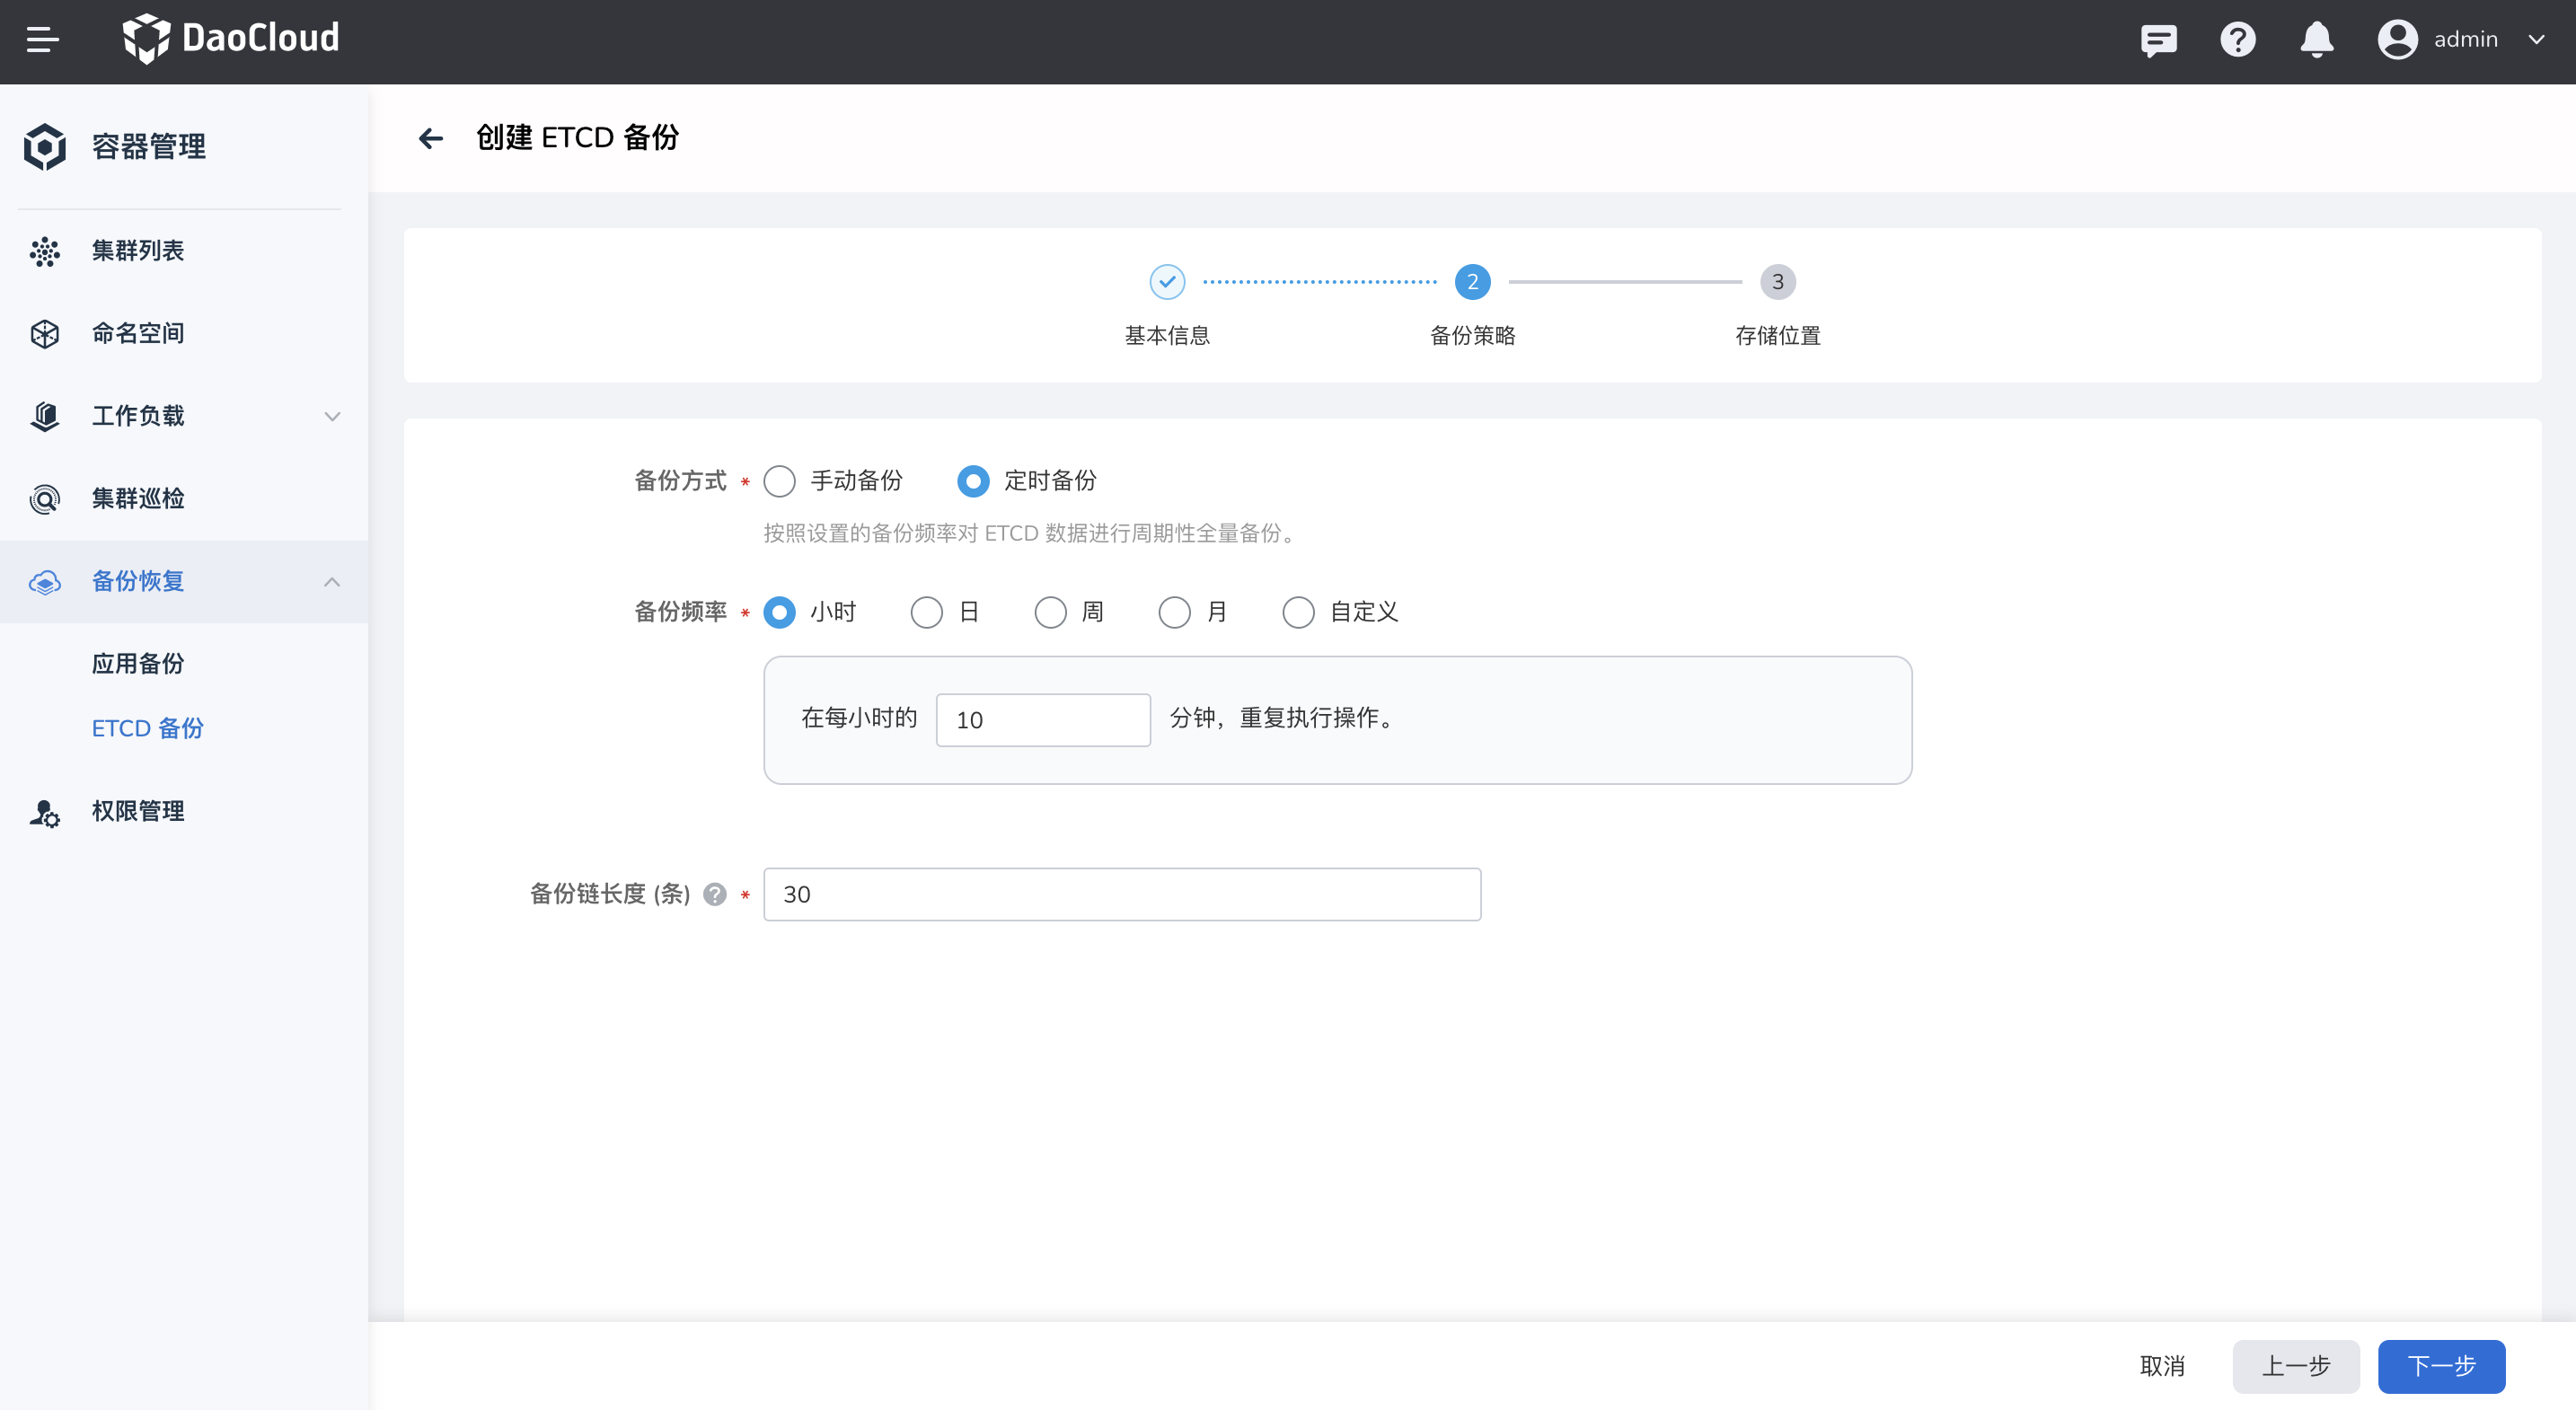 DaoCloud
admin
容器管理
集群列表
命名空间
工作负载
集群巡检
备份恢复
应用备份
ETCD 备份
权限管理
创建 ETCD 备份
2
3
基本信息
备份策略
存储位置
备份方式 * 手动备份 定时备份
按照设置的备份频率对 ETCD 数据进行周期性全量备份。
备份频率 * 小时 日 周 月 自定义
在每小时的 10 分钟，重复执行操作。
备份链长度 (条) ? * 30
取消 上一步 下一步